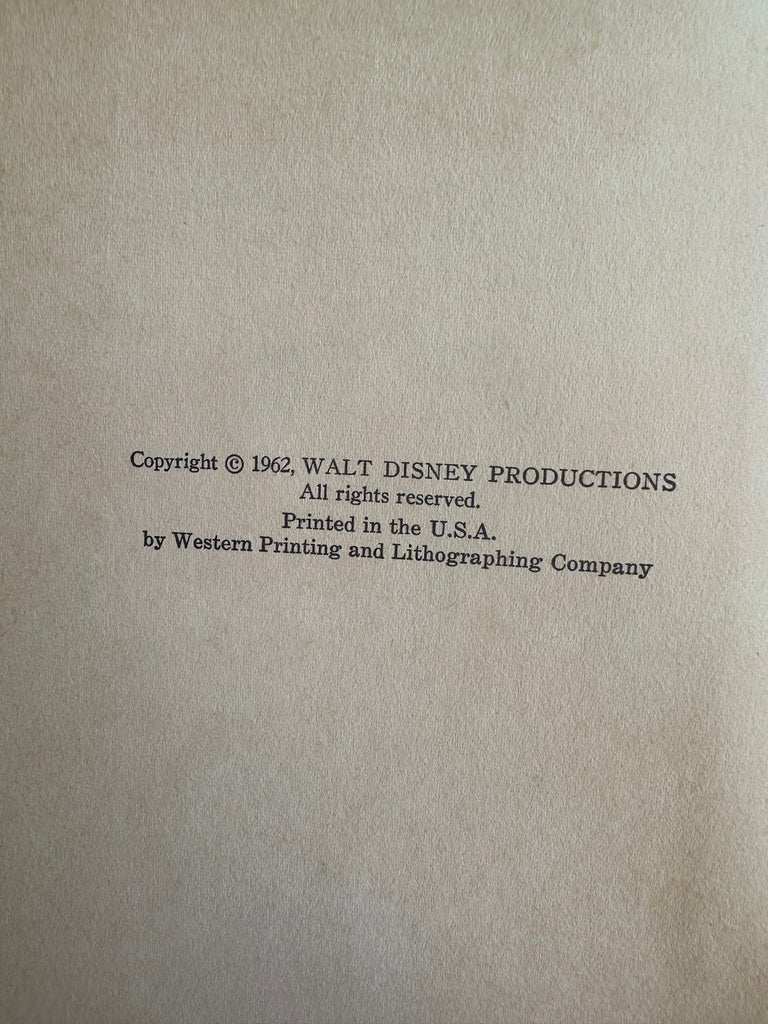 Copyright © 1962, WALT DISNEY PRODUCTIONS
All rights reserved.
Printed in the U.S.A.
by Western Printing and Lithographing Company